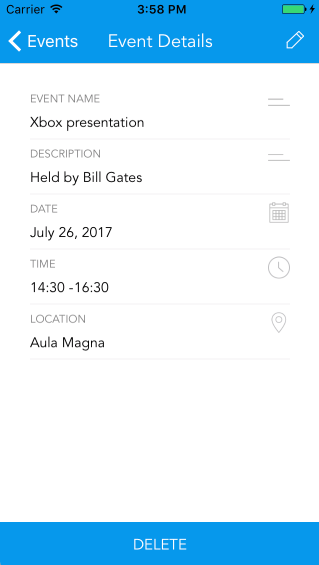 Carrier 3:58 PM
Events Event Details
EVENT NAME
Xbox presentation
DESCRIPTION
Held by Bill Gates
DATE
July 26, 2017
TIME
14:30 -16:30
LOCATION
Aula Magna
DELETE